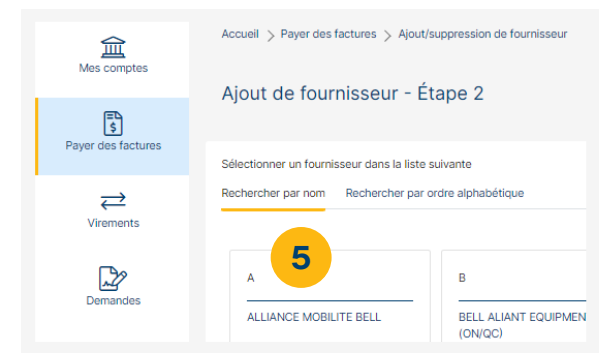 Mes comptes
Payer des factures
Virements
Demandes
Accueil > Payer des factures > Ajout/suppression de fournisseur
Ajout de fournisseur - Étape 2
Sélectionner un fournisseur dans la liste suivante
Rechercher par nom Rechercher par ordre alphabétique
5
A
ALLIANCE MOBILITE BELL
B
BELL ALIANT EQUIPMEN
(ON/QC)